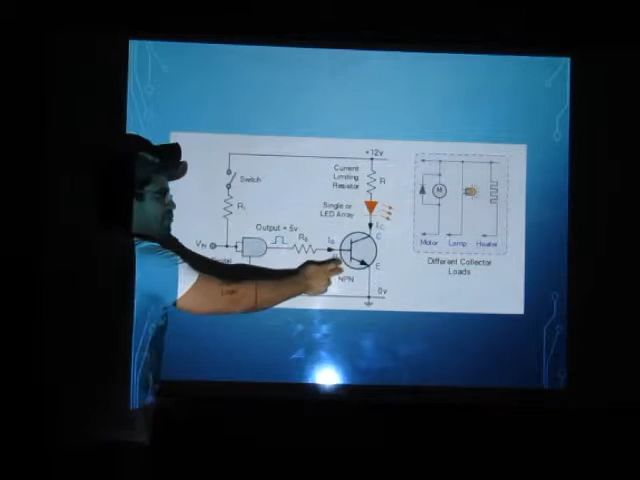 +12v
Current
Limiting
Resistor
R
Switch
R1
Single or
LED Array
Output = 5v
IC
C
VIN
RB
IB
E
NPN
0v
M
Motor Lamp Heater
Different Collector
Loads